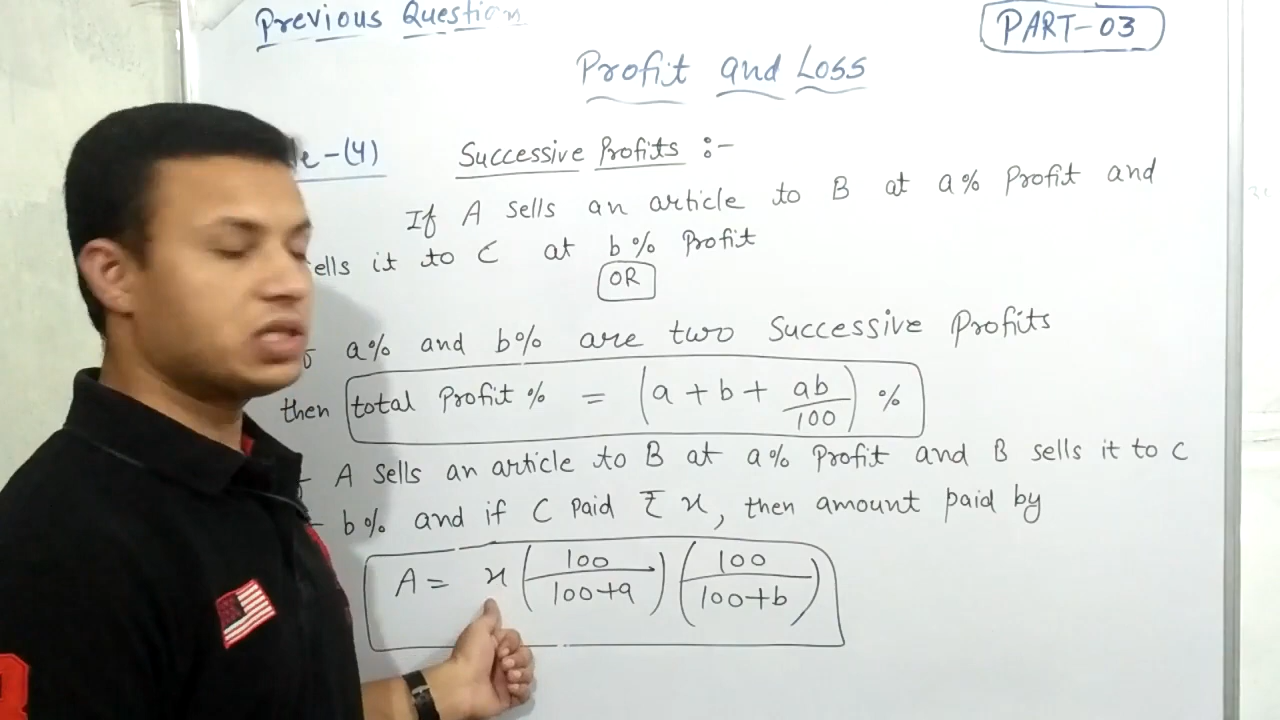 Previous Question
PART-03
Profit and Loss
le-(4) Successive Profits :-
If A sells an article to B at a% Profit and
ells it to C at b% Profit
OR
a% and b% are two Successive Profits
then total Profit % = (a + b + ab/100) %
A sells an article to B at a% Profit and B sells it to C
b% and if C Paid ₹ x, then amount paid by
A = x (100/100+a) (100/100+b)